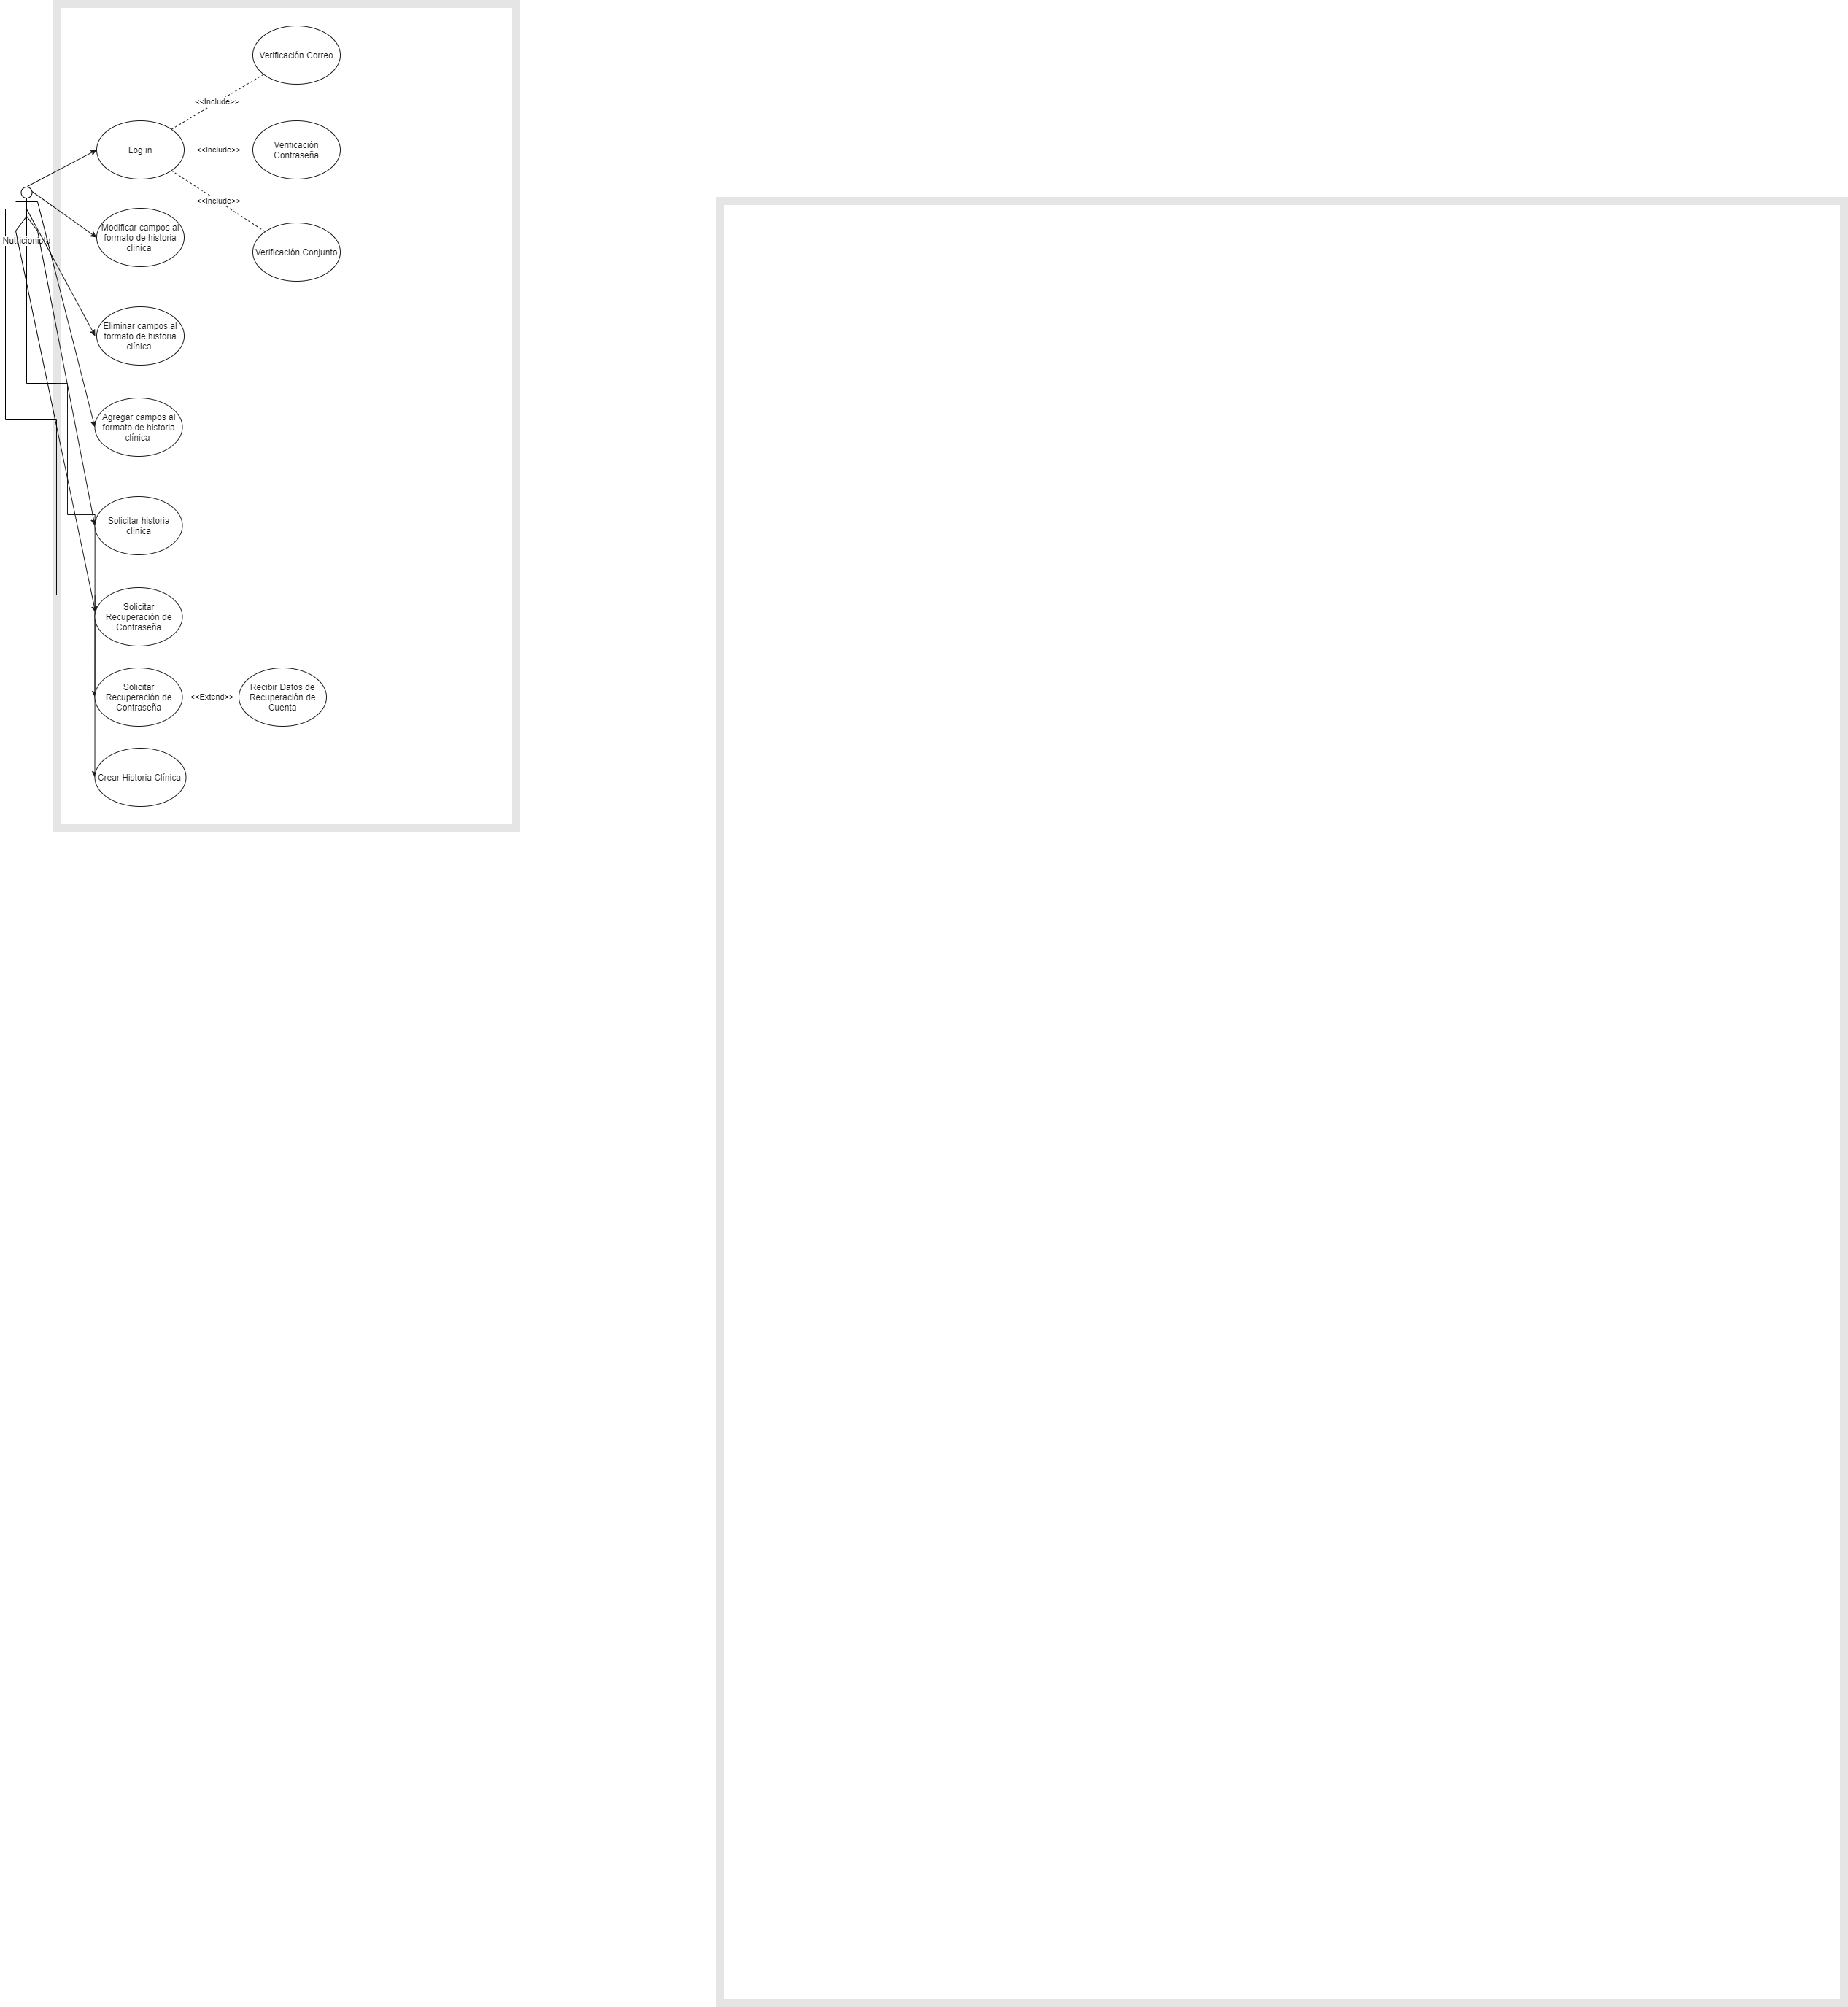 Verificación Correo
<<Include>>
Log in
<<Include>>
Verificación
Contraseña
<<Include>>
Nutricionista
Modificar campos al
formato de historia
clínica
Verificación Conjunto
Eliminar campos al
formato de historia
clínica
Agregar campos al
formato de historia
clínica
Solicitar historia
clínica
Solicitar
Recuperación de
Contraseña
Solicitar
Recuperación de
Contraseña
<<Extend>>
Recibir Datos de
Recuperación de
Cuenta
Crear Historia Clínica